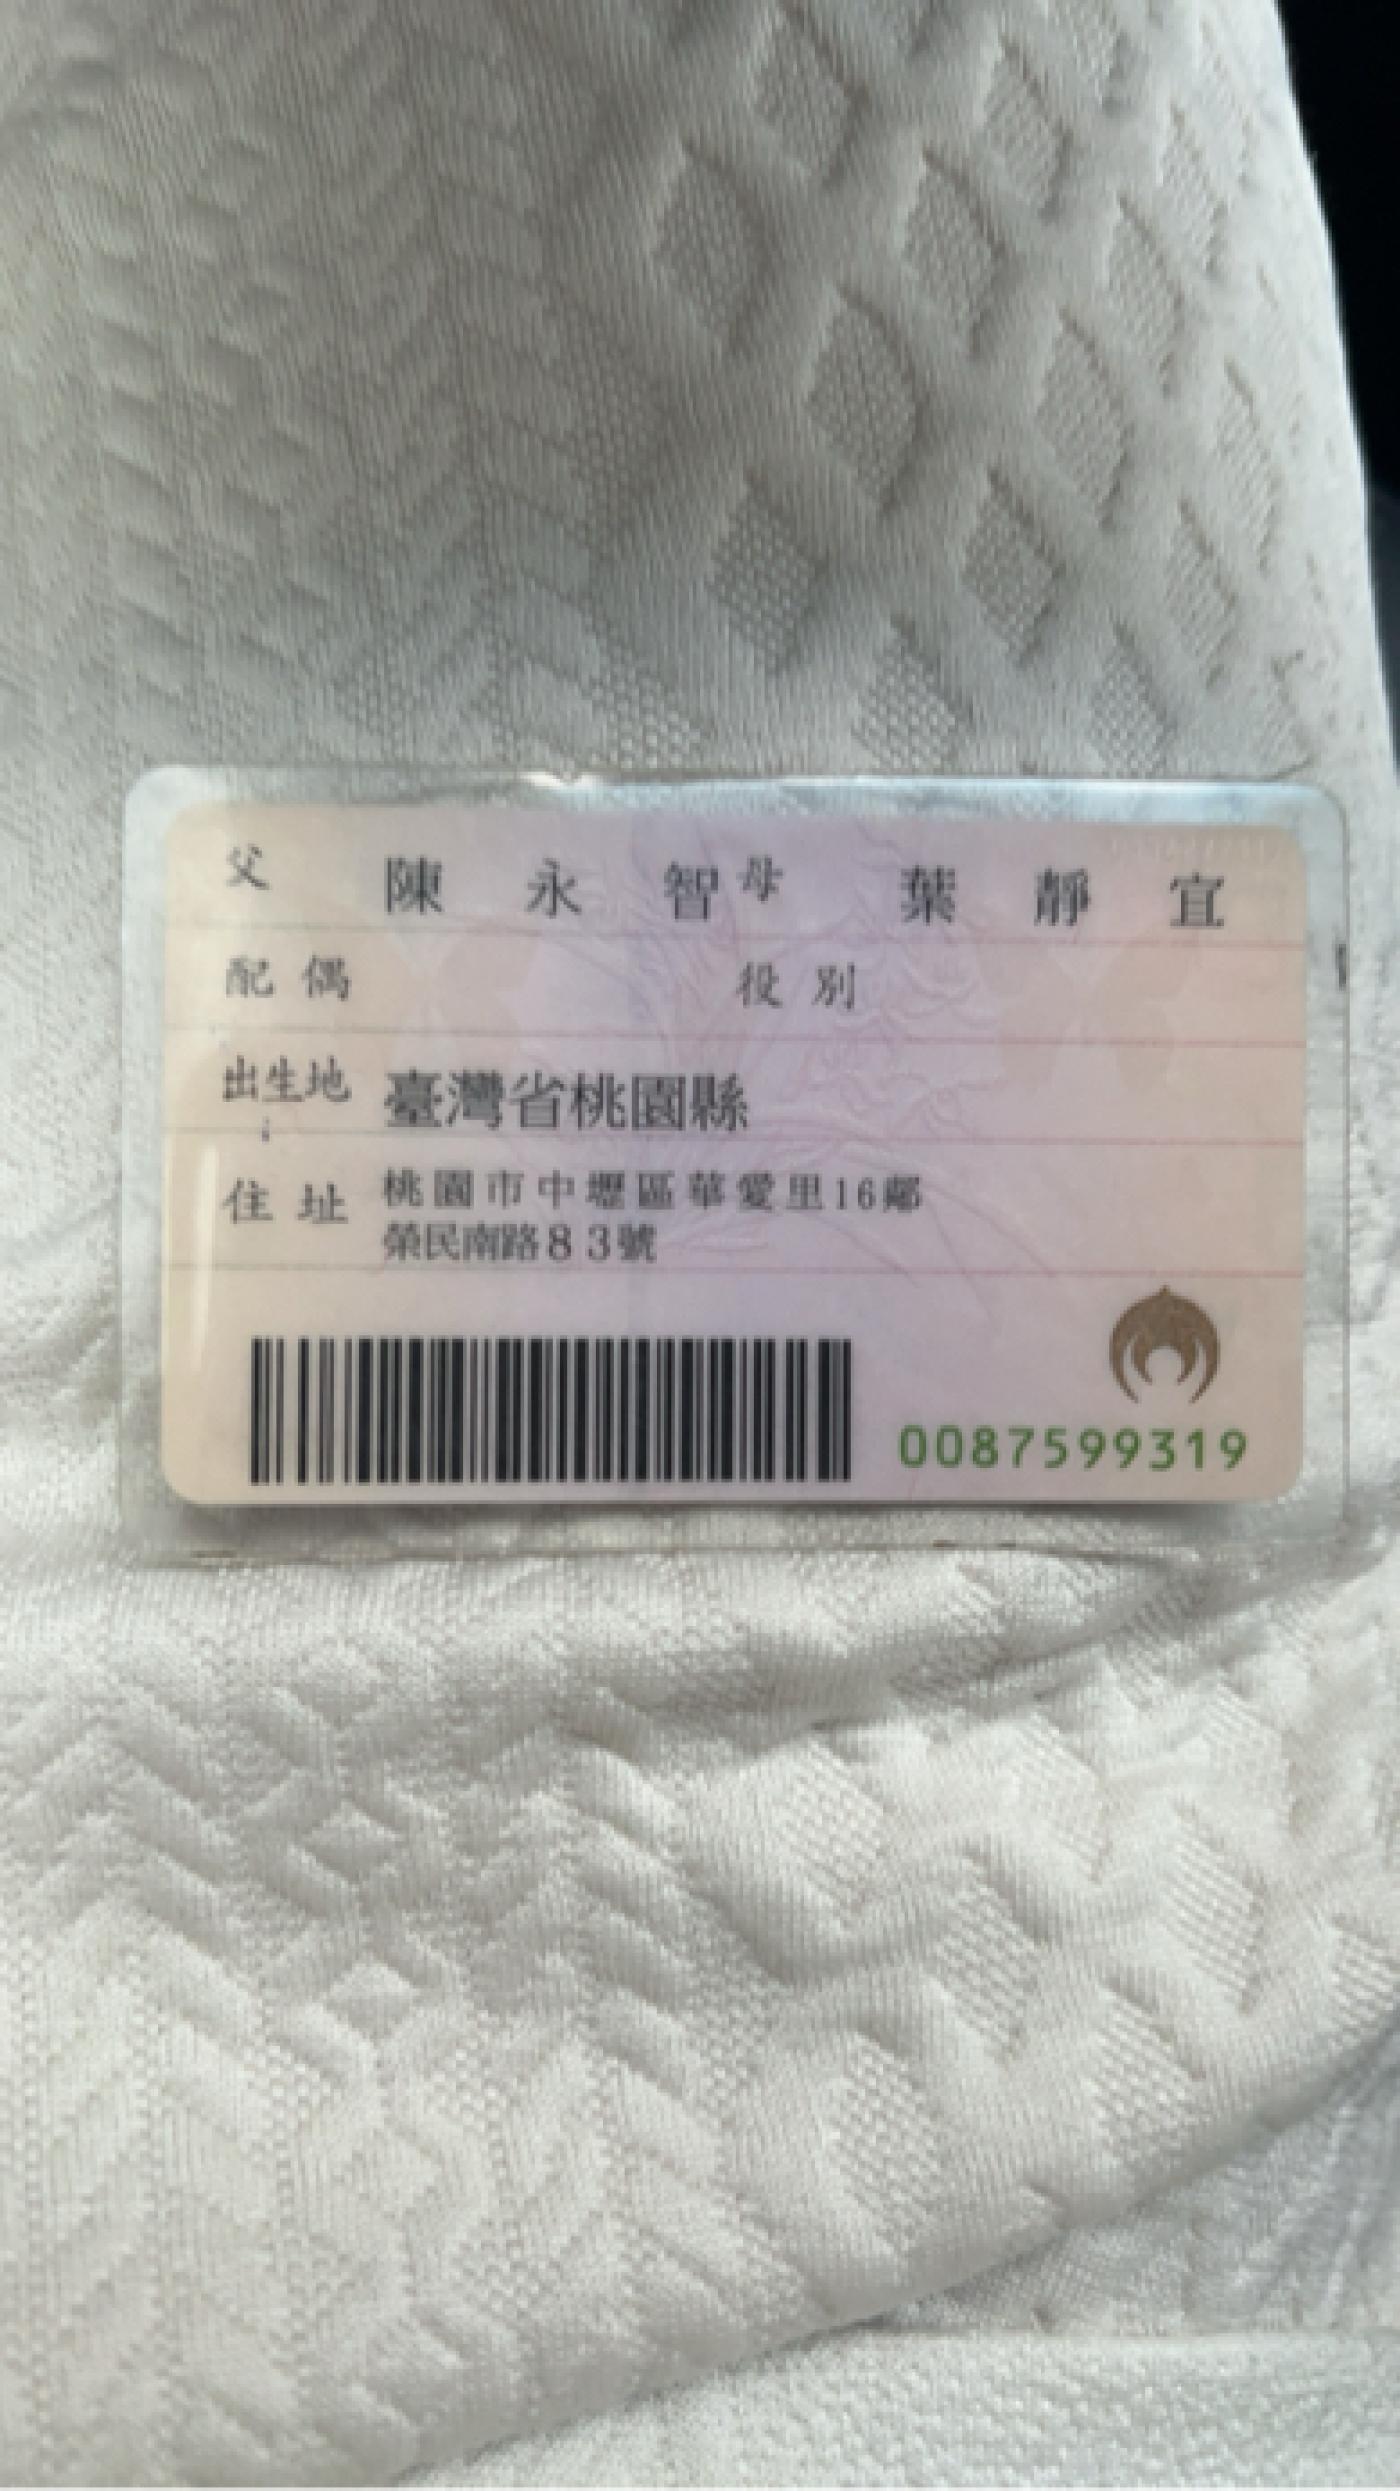 父 陳永智 母 葉靜宜
配偶 役別
出生地 臺灣省桃園縣
住址 桃園市中壢區華愛里16鄰
榮民南路83號
0087599319